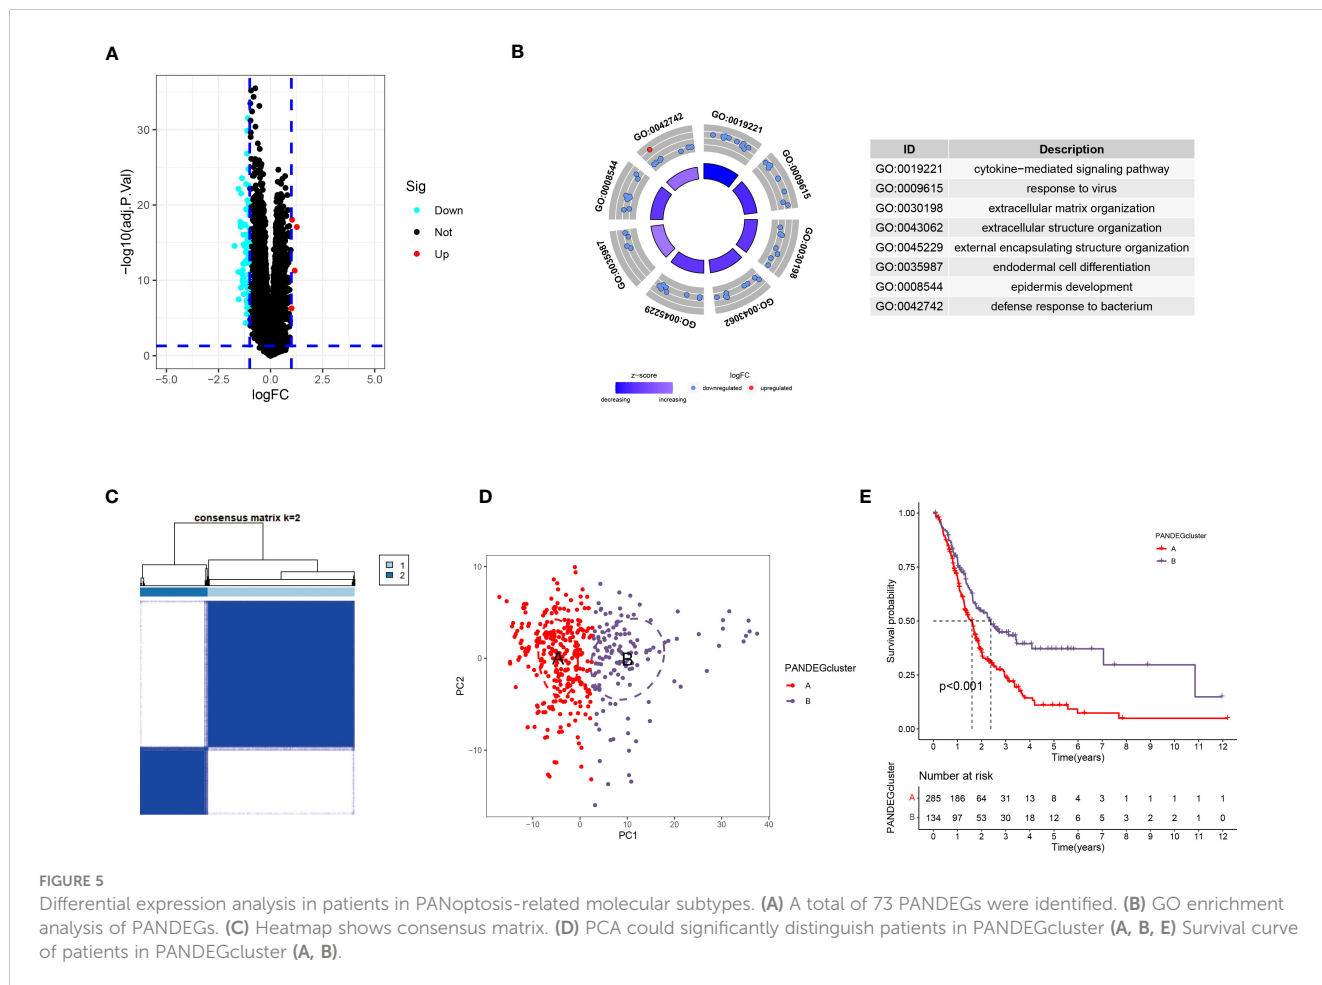 A
30
20
10
0
−log10(adj.P.Val)
−5.0
−2.5
0.0
2.5
5.0
logFC
Sig
Down
Not
Up
B
GO:0019221
GO:0009615
GO:0030198
GO:0043062
GO:0045229
GO:0035987
GO:0008544
GO:0042742
z−score
decreasing
increasing
logFC
downregulated
upregulated
ID Description
GO:0019221 cytokine−mediated signaling pathway
GO:0009615 response to virus
GO:0030198 extracellular matrix organization
GO:0043062 extracellular structure organization
GO:0045229 external encapsulating structure organization
GO:0035987 endodermal cell differentiation
GO:0008544 epidermis development
GO:0042742 defense response to bacterium
C
consensus matrix k=2
1
2
D
10
0
−10
PC2
−10 0 10 20 30 40
PC1
A
B
PANDEGcluster
A
B
E
1.00
0.75
0.50
0.25
0.00
Survival probability
p<0.001
PANDEGcluster
A
B
0 1 2 3 4 5 6 7 8 9 10 11 12
Time(years)
Number at risk
PANDEGcluster
A 285 186 64 31 13 8 4 3 1 1 1 1 1
B 134 97 53 30 18 12 6 5 3 2 2 1 0
0 1 2 3 4 5 6 7 8 9 10 11 12
Time(years)
FIGURE 5
Differential expression analysis in patients in PANoptosis-related molecular subtypes. (A) A total of 73 PANDEGs were identified. (B) GO enrichment
analysis of PANDEGs. (C) Heatmap shows consensus matrix. (D) PCA could significantly distinguish patients in PANDEGcluster (A, B, E) Survival curve
of patients in PANDEGcluster (A, B).